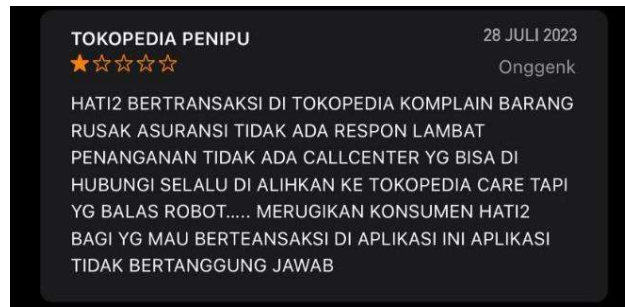 TOKOPEDIA PENIPU
28 JULI 2023
Onggenk
HATI2 BERTRANSAKSI DI TOKOPEDIA KOMPLAIN BARANG
RUSAK ASURANSI TIDAK ADA RESPON LAMBAT
PENANGANAN TIDAK ADA CALLCENTER YG BISA DI
HUBUNGI SELALU DI ALIHKAN KE TOKOPEDIA CARE TAPI
YG BALAS ROBOT..... MERUGIKAN KONSUMEN HATI2
BAGI YG MAU BERTEANSAKSI DI APLIKASI INI APLIKASI
TIDAK BERTANGGUNG JAWAB